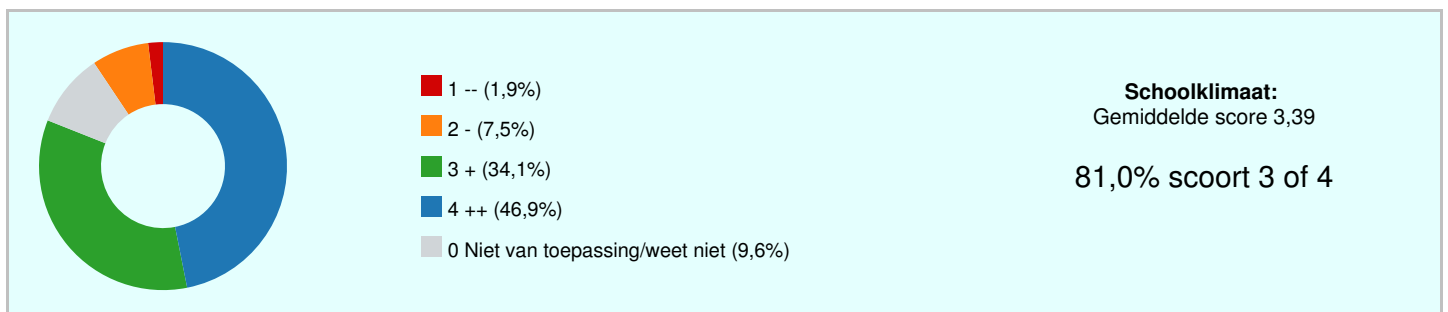 1 -- (1,9%)
2 - (7,5%)
3 + (34,1%)
4 ++ (46,9%)
0 Niet van toepassing/weet niet (9,6%)
Schoolklimaat:
Gemiddelde score 3,39
81,0% scoort 3 of 4